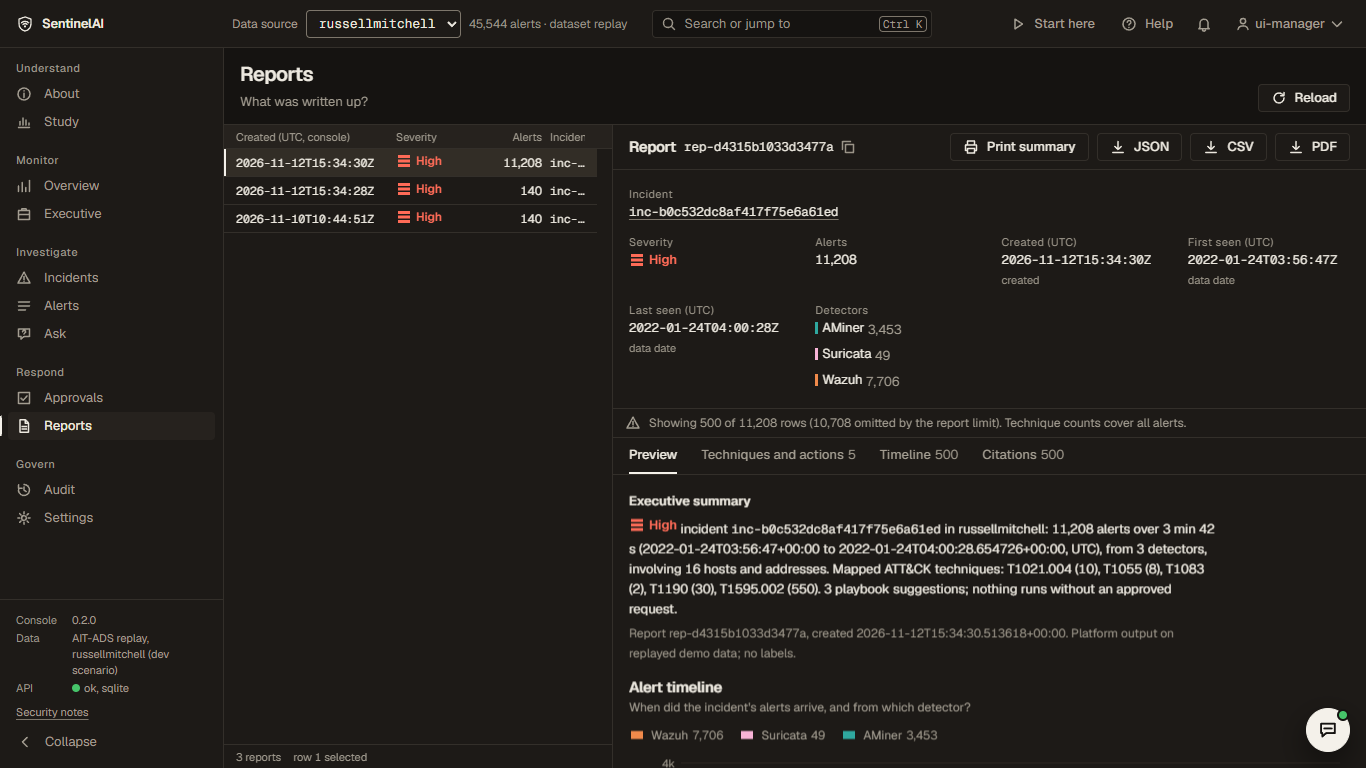 SentinelAI
Data source russellmitchell 45,544 alerts · dataset replay
Search or jump to Ctrl K
Start here
Help
ui-manager
Understand
About
Study
Monitor
Overview
Executive
Investigate
Incidents
Alerts
Ask
Respond
Approvals
Reports
Govern
Audit
Settings
Console 0.2.0
Data AIT-ADS replay,
russellmitchell (dev
scenario)
API ok, sqlite
Security notes
Collapse
Reports
What was written up?
Reload
Created (UTC, console) Severity Alerts Inciden
2026-11-12T15:34:30Z High 11,208 inc-…
2026-11-12T15:34:28Z High 140 inc-…
2026-11-10T10:44:51Z High 140 inc-…
3 reports row 1 selected
Report rep-d4315b1033d3477a
Print summary
JSON
CSV
PDF
Incident
inc-b0c532dc8af417f75e6a61ed
Severity Alerts Created (UTC) First seen (UTC)
High 11,208 2026-11-12T15:34:30Z 2022-01-24T03:56:47Z
created data date
Last seen (UTC) Detectors
2022-01-24T04:00:28Z AMiner 3,453
data date
Suricata 49
Wazuh 7,706
Showing 500 of 11,208 rows (10,708 omitted by the report limit). Technique counts cover all alerts.
Preview Techniques and actions 5 Timeline 500 Citations 500
Executive summary
High incident inc-b0c532dc8af417f75e6a61ed in russellmitchell: 11,208 alerts over 3 min 42
s (2022-01-24T03:56:47+00:00 to 2022-01-24T04:00:28.654726+00:00, UTC), from 3 detectors,
involving 16 hosts and addresses. Mapped ATT&CK techniques: T1021.004 (10), T1055 (8), T1083
(2), T1190 (30), T1595.002 (550). 3 playbook suggestions; nothing runs without an approved
request.
Report rep-d4315b1033d3477a, created 2026-11-12T15:34:30.513618+00:00. Platform output on
replayed demo data; no labels.
Alert timeline
When did the incident's alerts arrive, and from which detector?
Wazuh 7,706 Suricata 49 AMiner 3,453
4k